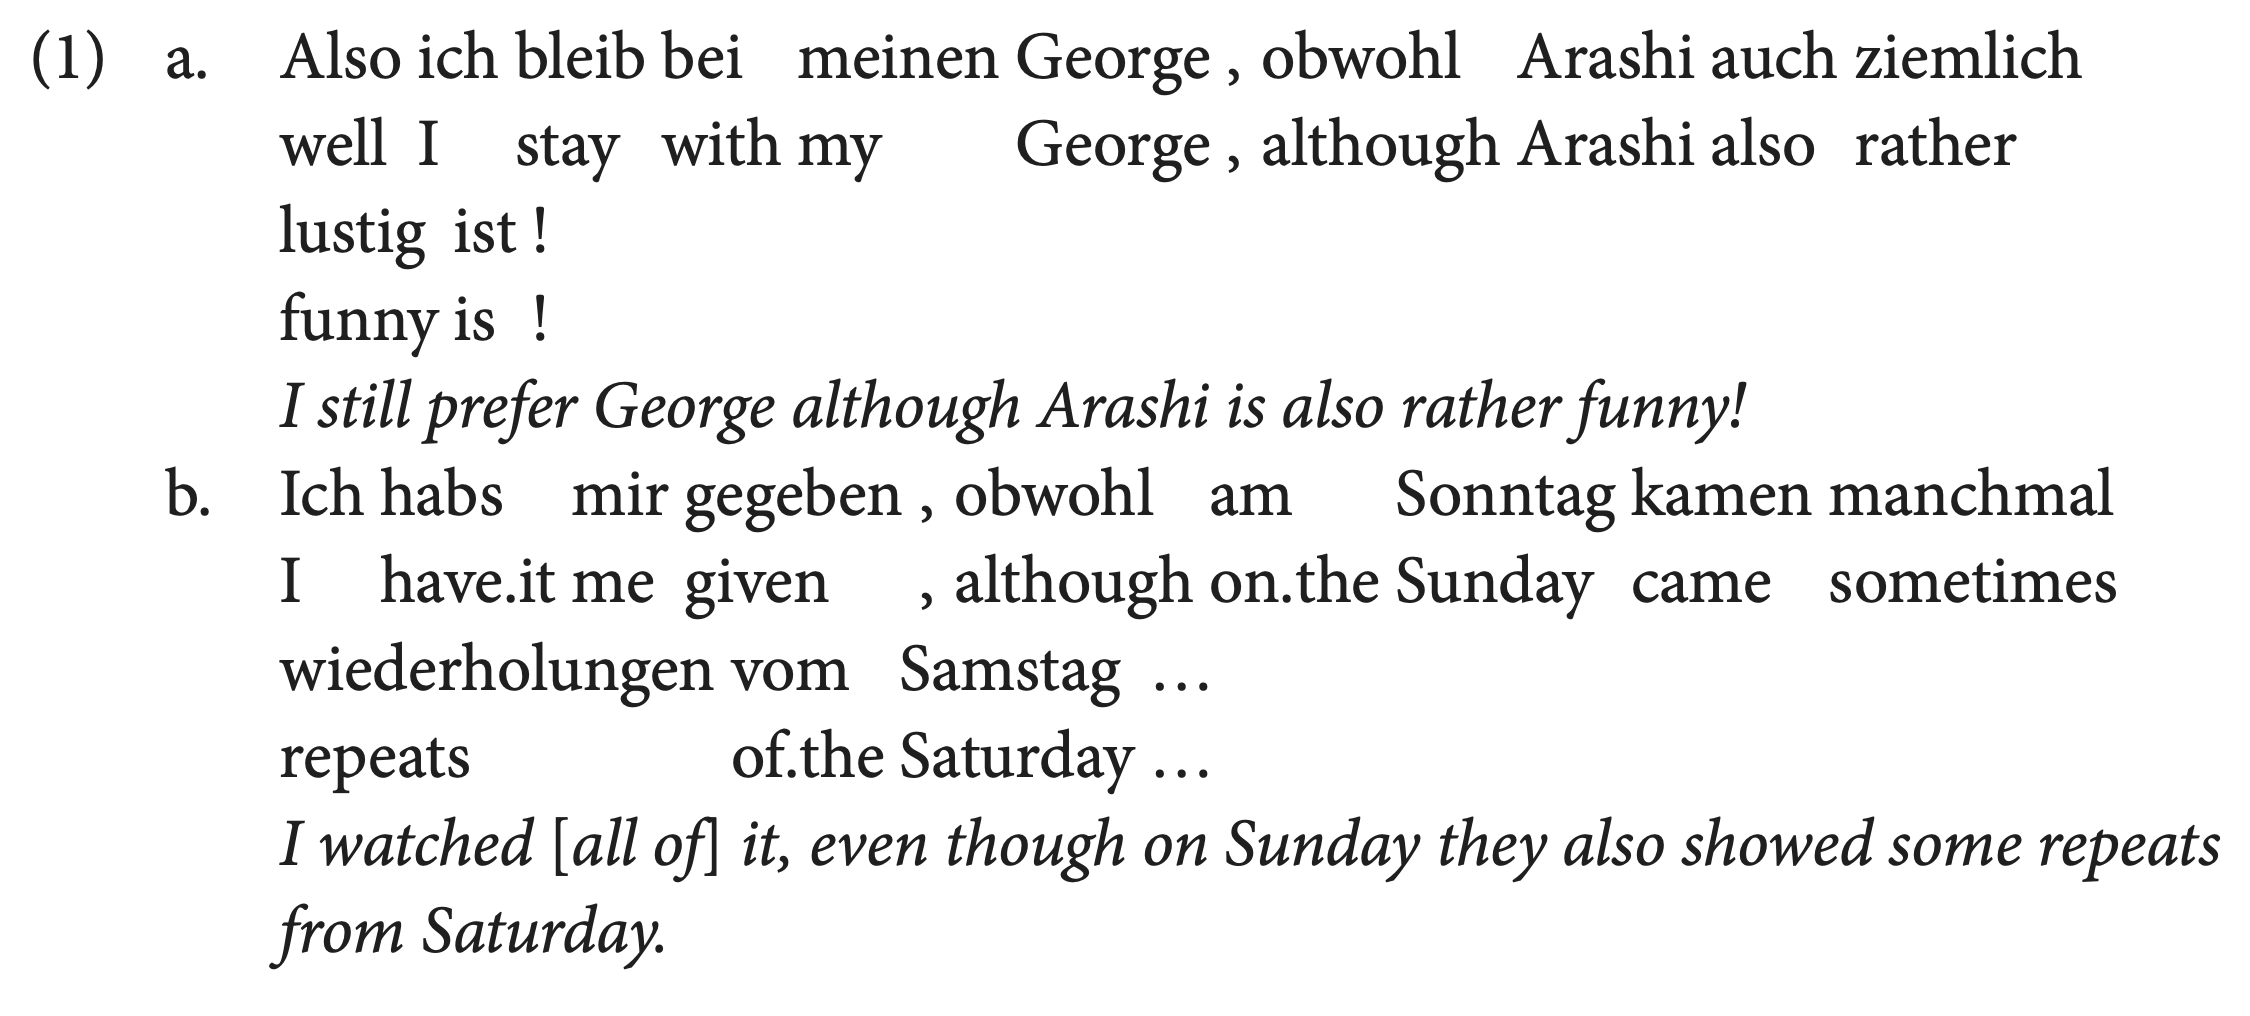 (1) a. Also ich bleib bei meinen George , obwohl Arashi auch ziemlich
well I stay with my George , although Arashi also rather
lustig ist !
funny is !
I still prefer George although Arashi is also rather funny!
b. Ich habs mir gegeben , obwohl am Sonntag kamen manchmal
I have.it me given , although on.the Sunday came sometimes
wiederholungen vom Samstag …
repeats of.the Saturday …
I watched [all of] it, even though on Sunday they also showed some repeats
from Saturday.